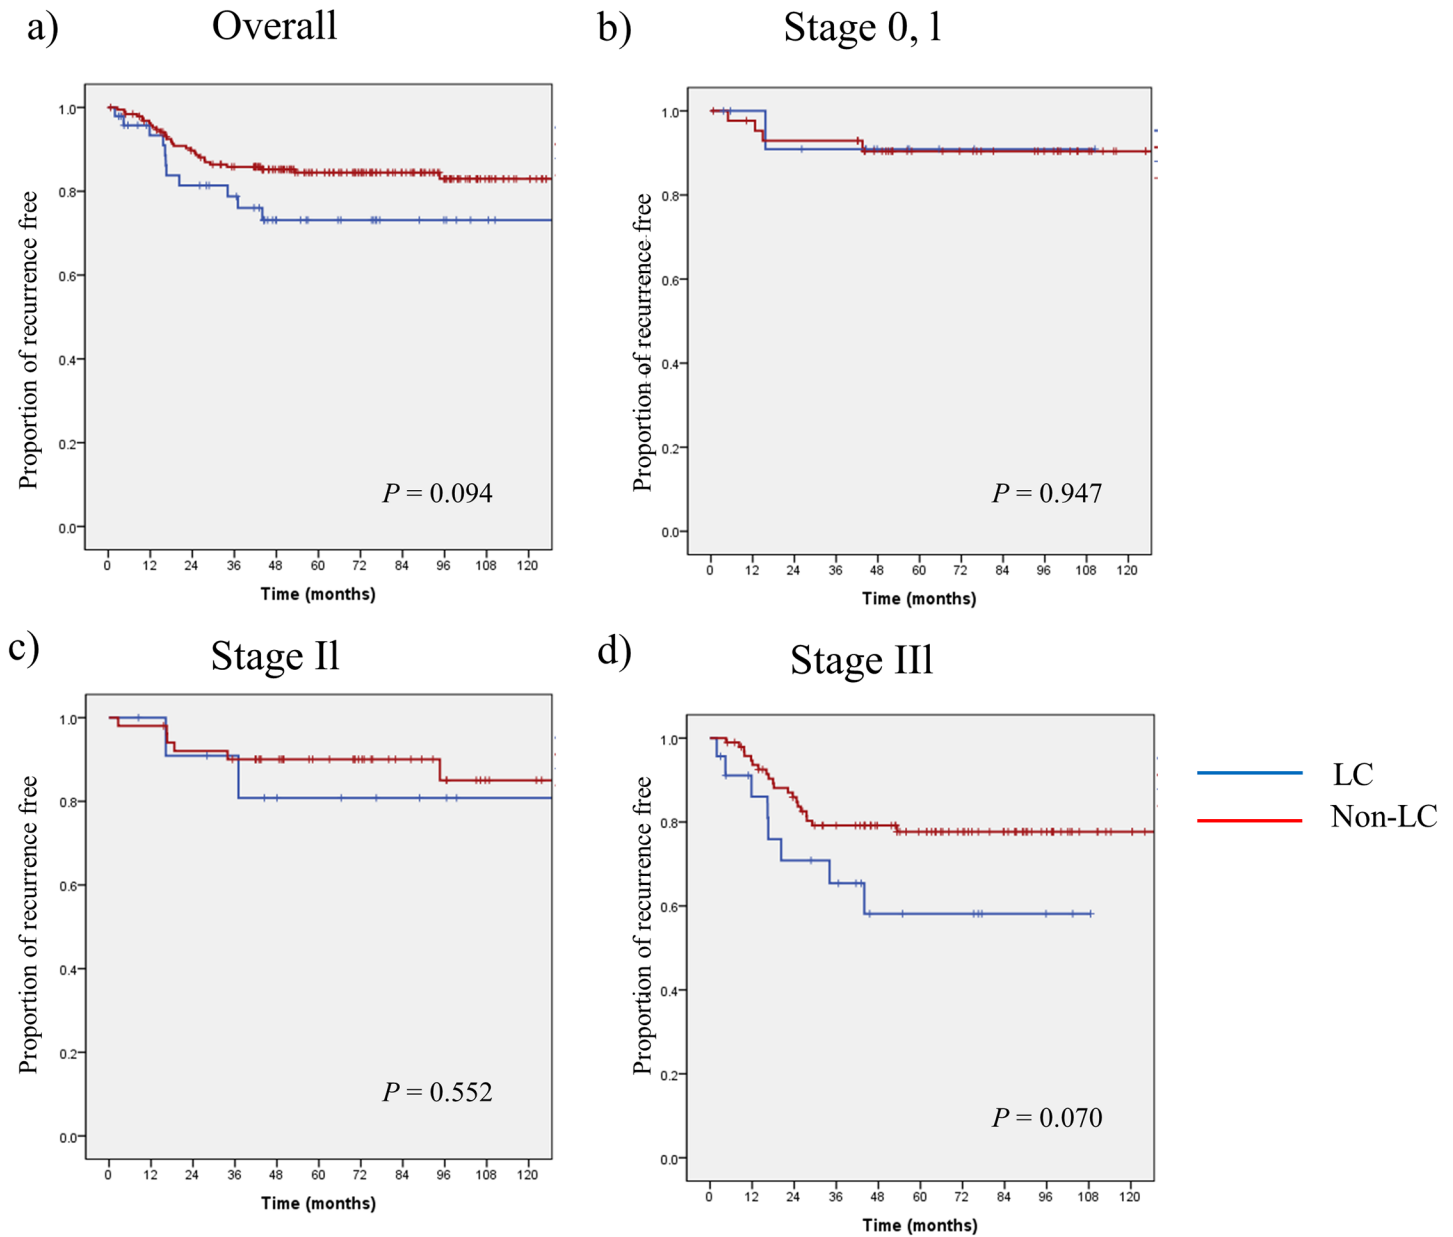 a)
Overall
Proportion of recurrence free
1.0
0.8
0.6
0.4
0.2
0.0
P = 0.094
0 12 24 36 48 60 72 84 96 108 120
Time (months)
b)
Stage 0, l
Proportion of recurrence free
1.0
0.8
0.6
0.4
0.2
0.0
P = 0.947
0 12 24 36 48 60 72 84 96 108 120
Time (months)
c)
Stage Il
Proportion of recurrence free
1.0
0.8
0.6
0.4
0.2
0.0
P = 0.552
0 12 24 36 48 60 72 84 96 108 120
Time (months)
d)
Stage IIl
Proportion of recurrence free
1.0
0.8
0.6
0.4
0.2
0.0
P = 0.070
0 12 24 36 48 60 72 84 96 108 120
Time (months)
LC
Non-LC